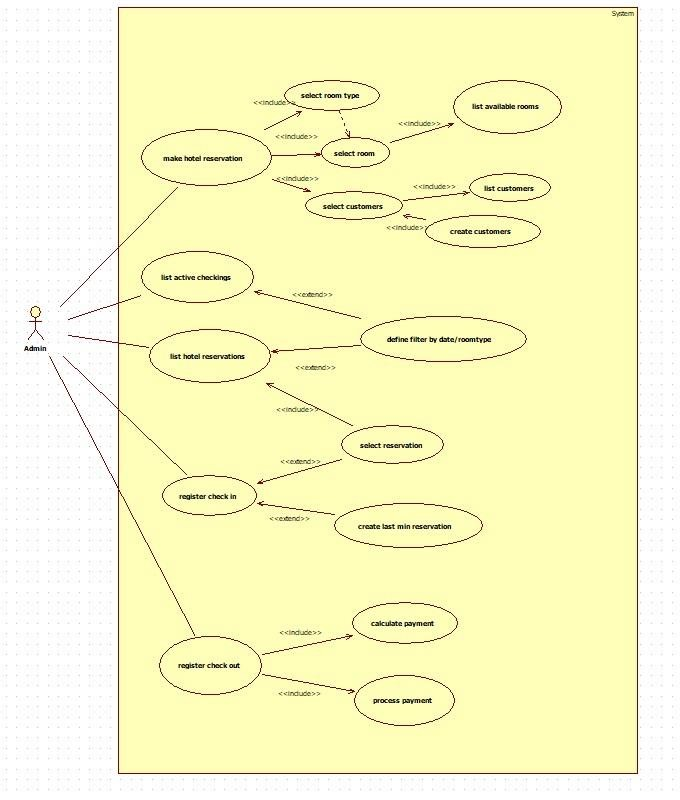 System
select room type
<<include>>
list available rooms
<<include>>
<<include>>
make hotel reservation
select room
<<include>>
<<include>>
list customers
select customers
<<include>
create customers
list active checkings
<<extend>>
define filter by date/roomtype
Admin
list hotel reservations
<<extend>>
<<include>>
select reservation
<<extend>>
register check in
<<extend>>
create last min reservation
calculate payment
<<include>>
register check out
<<include>>
process payment